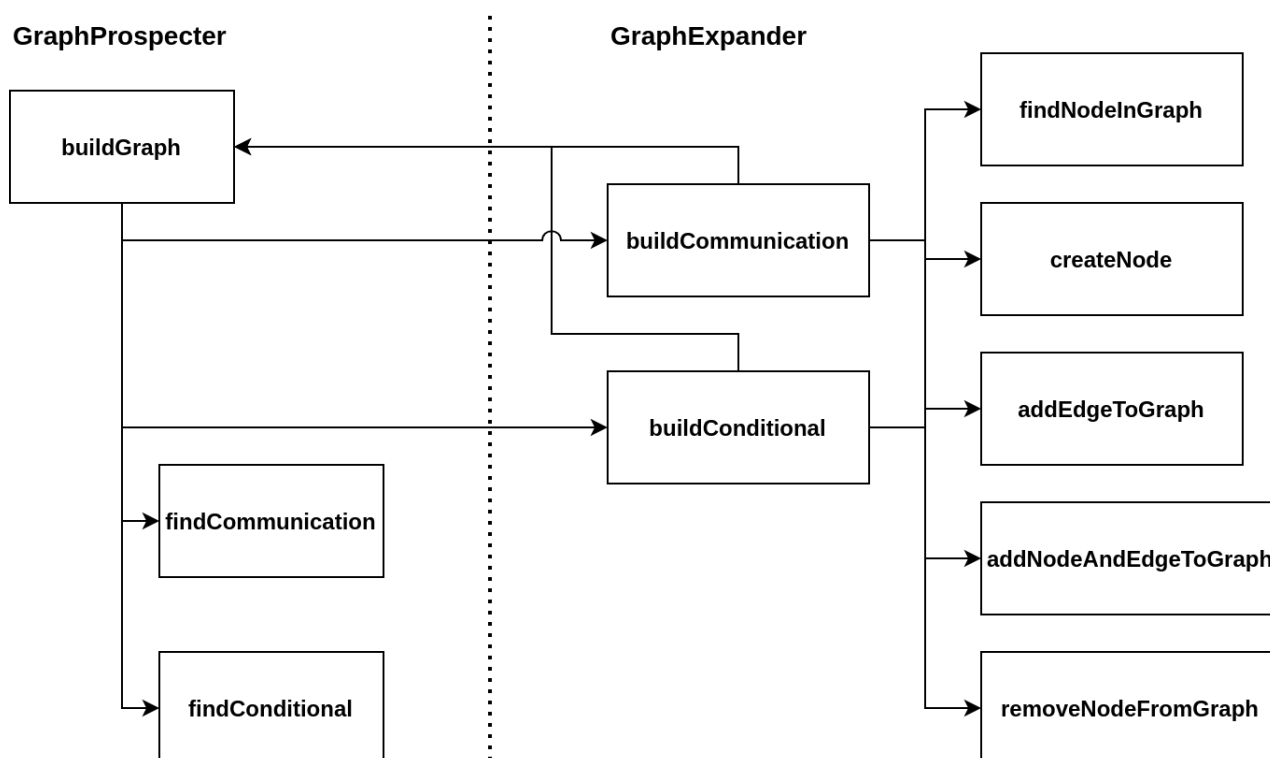 GraphProspecter
GraphExpander
buildGraph
findNodeInGraph
buildCommunication
createNode
addEdgeToGraph
buildConditional
findCommunication
addNodeAndEdgeToGraph
findConditional
removeNodeFromGraph